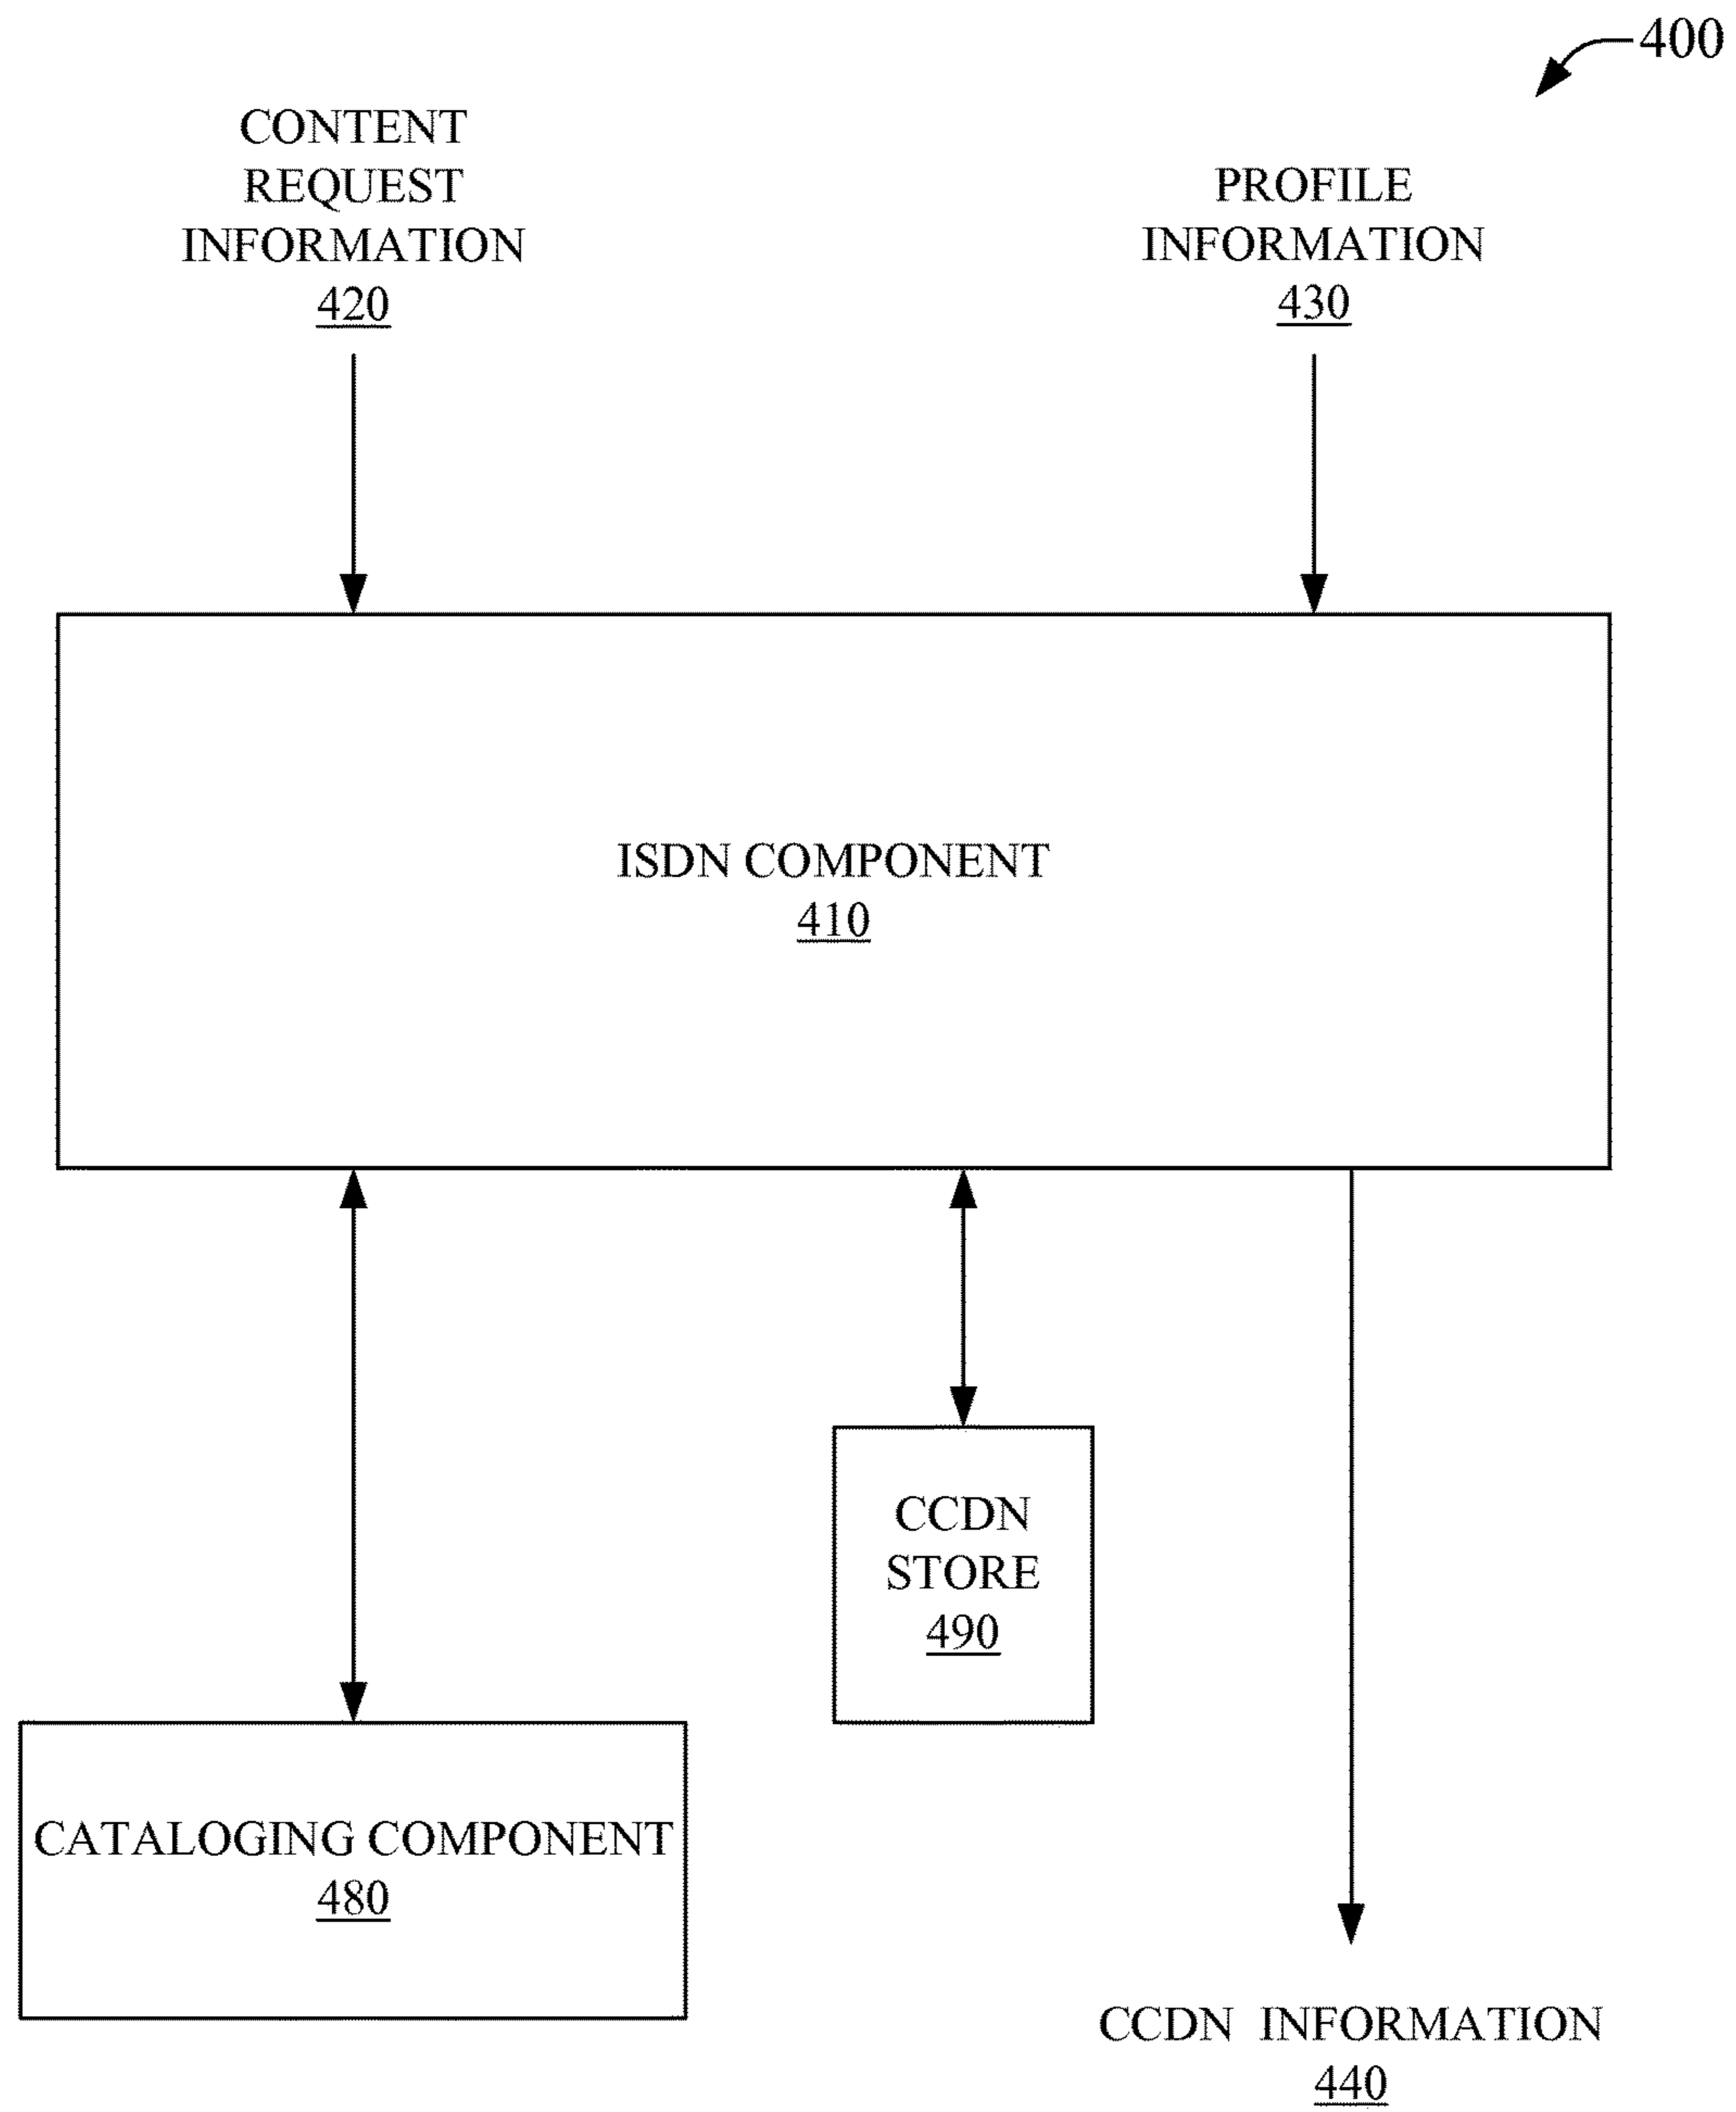 400
CONTENT
REQUEST
INFORMATION
420
PROFILE
INFORMATION
430
ISDN COMPONENT
410
CCDN
STORE
490
CATALOGING COMPONENT
480
CCDN INFORMATION
440